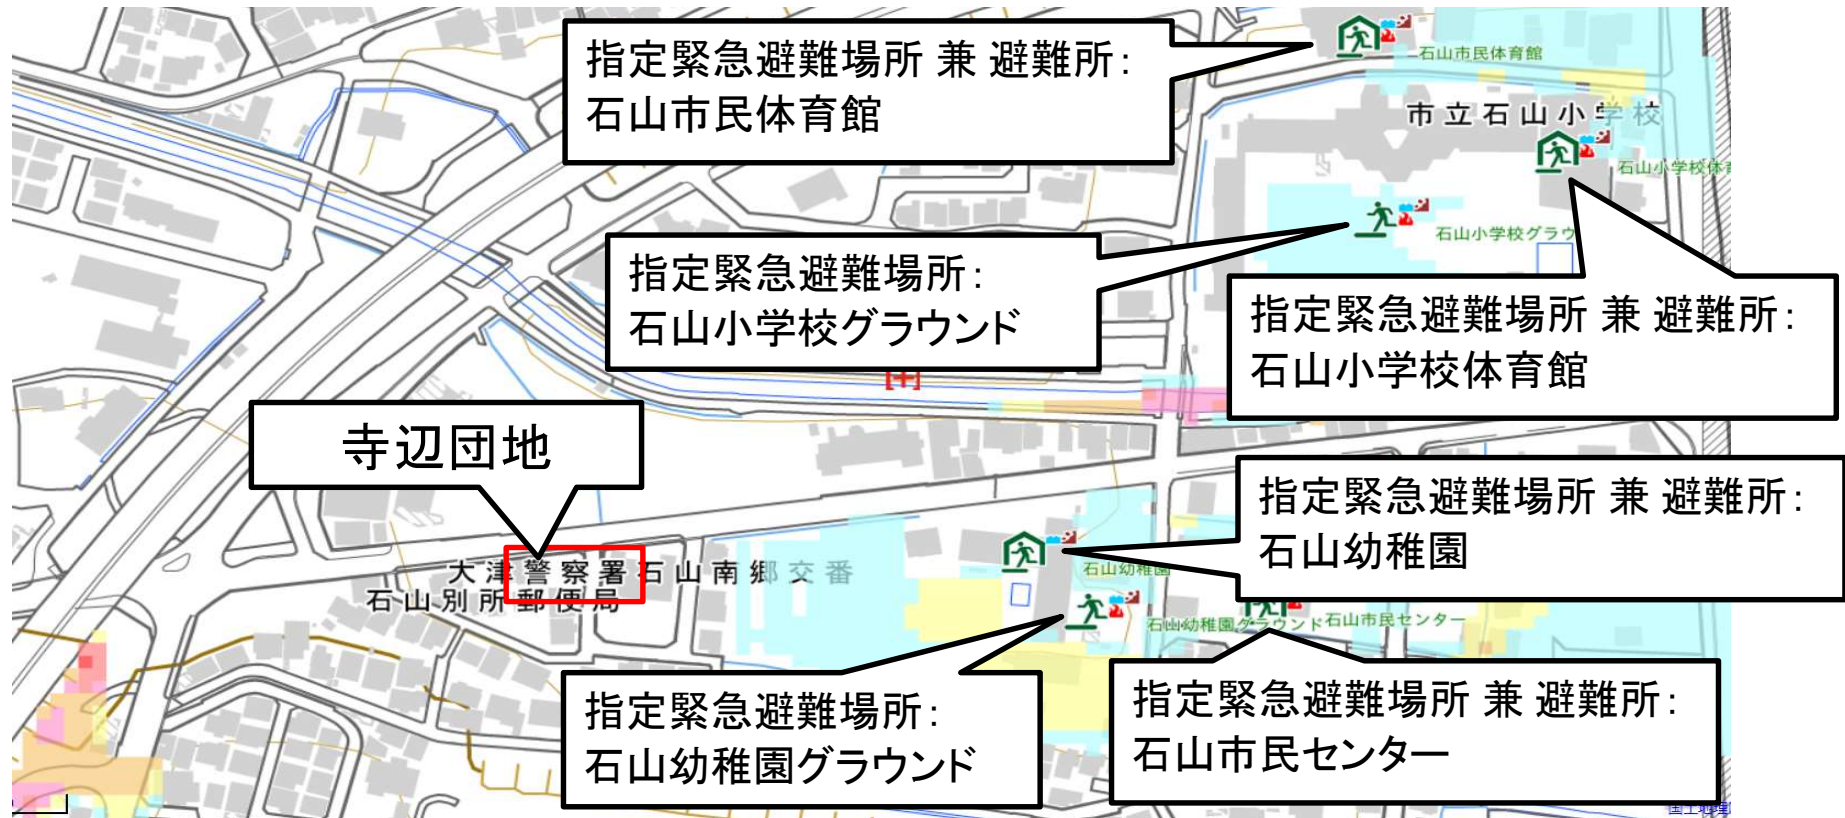 指定緊急避難場所 兼 避難所：
石山市民体育館
石山市民体育館
市立石山小学校
石山小学校体育
指定緊急避難場所：
石山小学校グラウンド
石山小学校グラウ
指定緊急避難場所 兼 避難所：
石山小学校体育館
寺辺団地
指定緊急避難場所 兼 避難所：
石山幼稚園
石山幼稚園
大津警察署石山南郷交番
石山別所郵便局
石山幼稚園グラウンド
石山市民センター
指定緊急避難場所：
石山幼稚園グラウンド
指定緊急避難場所 兼 避難所：
石山市民センター
国土地理